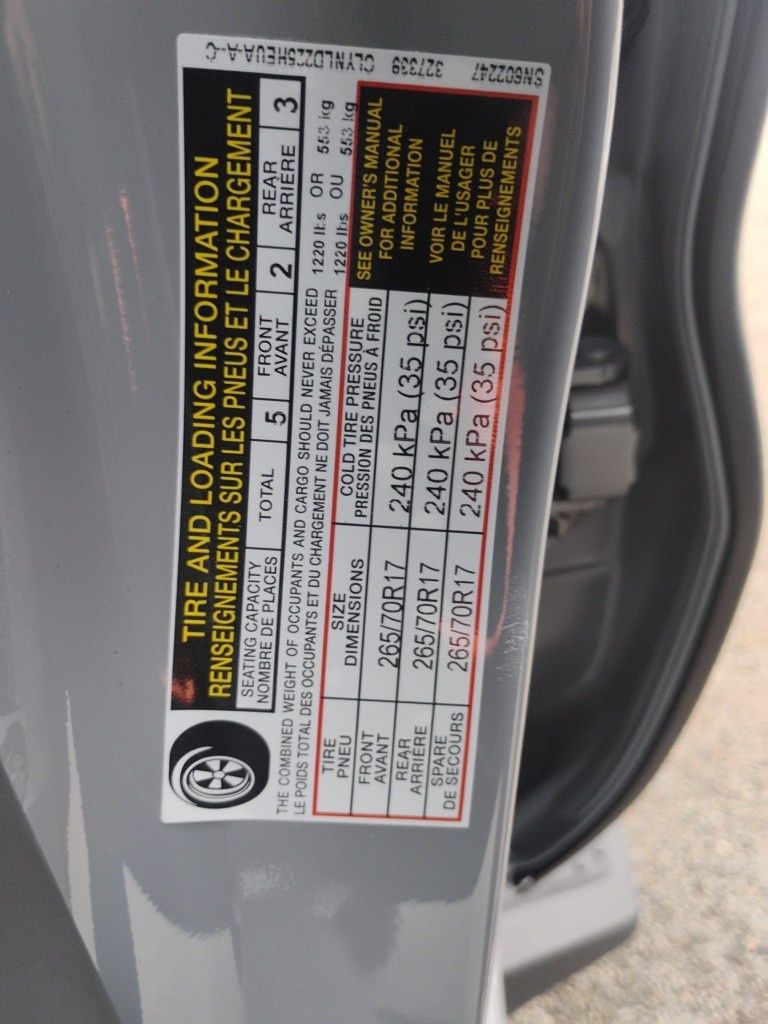 TIRE AND LOADING INFORMATION
RENSEIGNEMENTS SUR LES PNEUS ET LE CHARGEMENT
SEATING CAPACITY
NOMBRE DE PLACES
TOTAL 5
FRONT
AVANT
2
REAR
ARRIÈRE
3
THE COMBINED WEIGHT OF OCCUPANTS AND CARGO SHOULD NEVER EXCEED 1220 lbs OR 553 kg
LE POIDS TOTAL DES OCCUPANTS ET DU CHARGEMENT NE DOIT JAMAIS DÉPASSER 1220 lbs OU 553 kg
TIRE
PNEU
SIZE
DIMENSIONS
COLD TIRE PRESSURE
PRESSION DES PNEUS À FROID
FRONT
AVANT
265/70R17
240 kPa (35 psi)
REAR
ARRIÈRE
265/70R17
240 kPa (35 psi)
SPARE
DE SECOURS
265/70R17
240 kPa (35 psi)
SEE OWNER'S MANUAL
FOR ADDITIONAL
INFORMATION
VOIR LE MANUEL
DE L'USAGER
POUR PLUS DE
RENSEIGNEMENTS
SN602247 327339 CLYNLD225HEUA-A-C